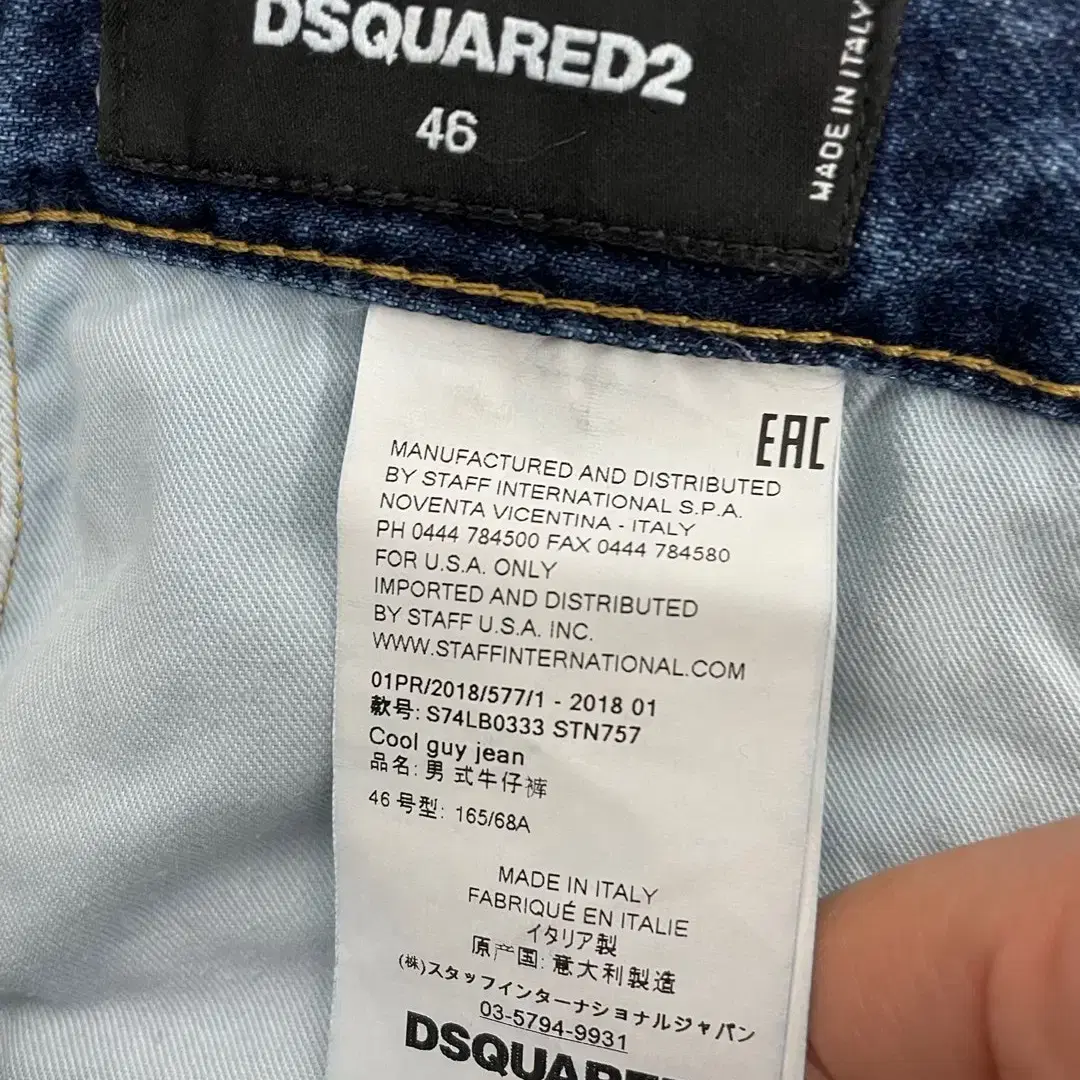 DSQUARED2
46
MADE IN ITALY
EAC
MANUFACTURED AND DISTRIBUTED
BY STAFF INTERNATIONAL S.P.A.
NOVENTA VICENTINA - ITALY
PH 0444 784500 FAX 0444 784580
FOR U.S.A. ONLY
IMPORTED AND DISTRIBUTED
BY STAFF U.S.A. INC.
WWW.STAFFINTERNATIONAL.COM
01PR/2018/577/1 - 2018 01
款号: S74LB0333 STN757
Cool guy jean
品名: 男式牛仔裤
46 号型: 165/68A
MADE IN ITALY
FABRIQUÉ EN ITALIE
イタリア製
原产国: 意大利製造
(株)スタッフインターナショナルジャパン
03-5794-9931